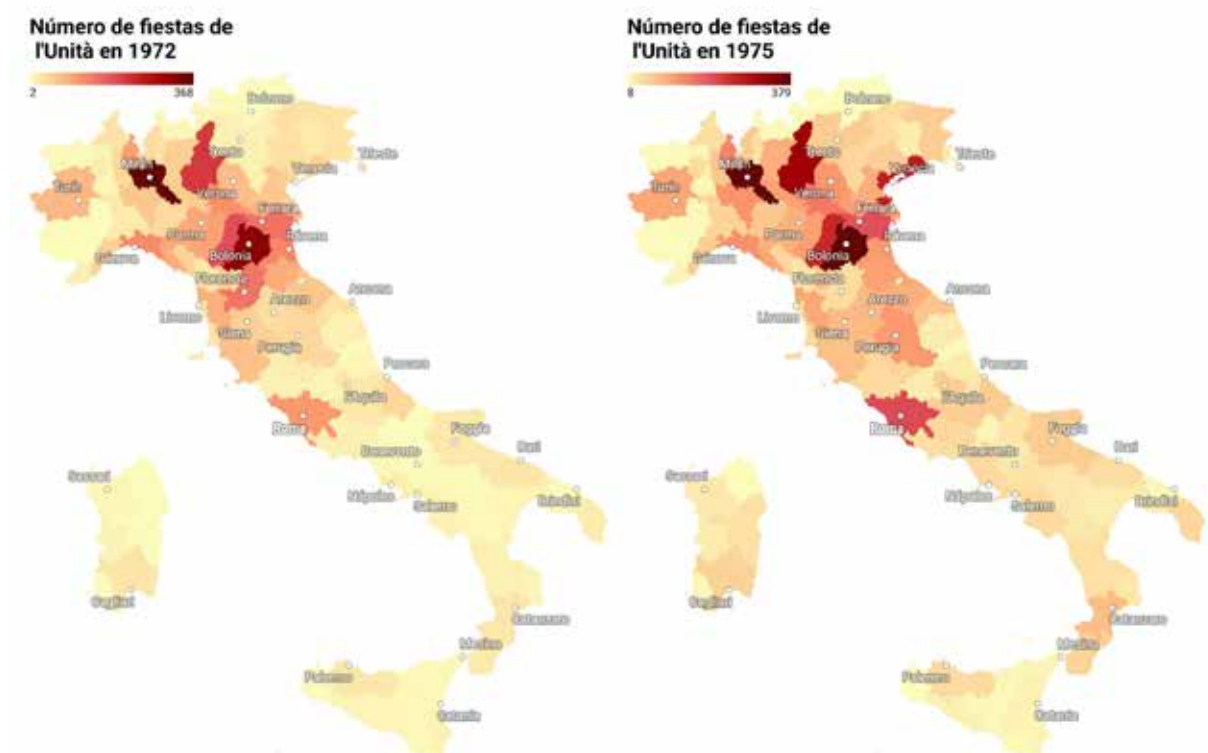 Número de fiestas de
l'Unità en 1972
2 368
Bolzano
Trento
Milán
Trieste
Venecia
Turín
Verona
Ferrara
Parma
Rávena
Génova
Bolonia
Florencia
Ancona
Arezzo
Livorno
Siena
Perugia
Pescara
l'Aquila
Roma
Foggia
Bari
Benevento
Sassari
Nápoles
Salerno
Brindisi
Cagliari
Catanzaro
Mesina
Palermo
Catania
Número de fiestas de
l'Unità en 1975
8 379
Bolzano
Trento
Milán
Trieste
Venecia
Turín
Verona
Ferrara
Parma
Rávena
Génova
Bolonia
Florencia
Ancona
Arezzo
Livorno
Siena
Perugia
Pescara
l'Aquila
Roma
Foggia
Bari
Benevento
Sassari
Nápoles
Salerno
Brindisi
Cagliari
Catanzaro
Mesina
Palermo
Catania